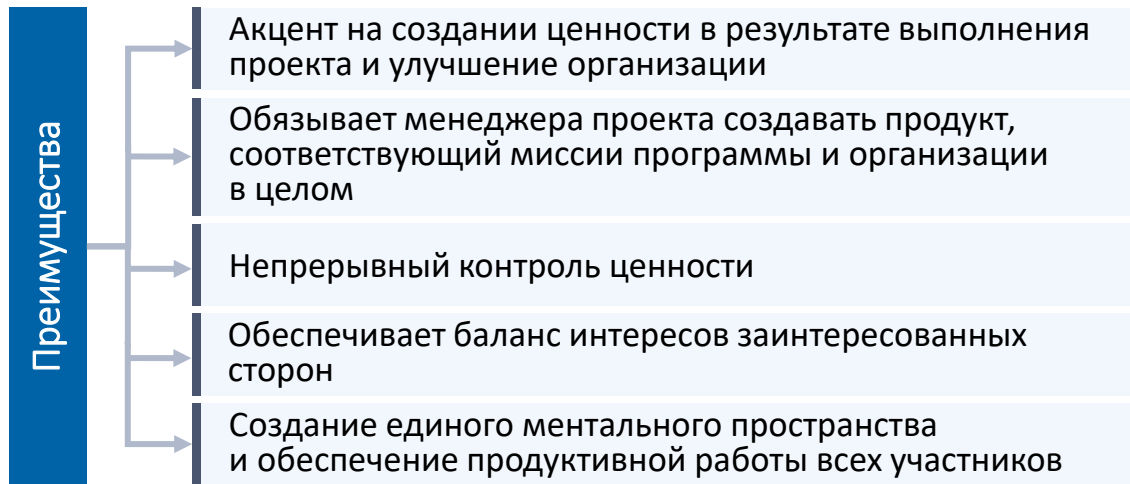 Преимущества
Акцент на создании ценности в результате выполнения
проекта и улучшение организации
Обязывает менеджера проекта создавать продукт,
соответствующий миссии программы и организации
в целом
Непрерывный контроль ценности
Обеспечивает баланс интересов заинтересованных
сторон
Создание единого ментального пространства
и обеспечение продуктивной работы всех участников